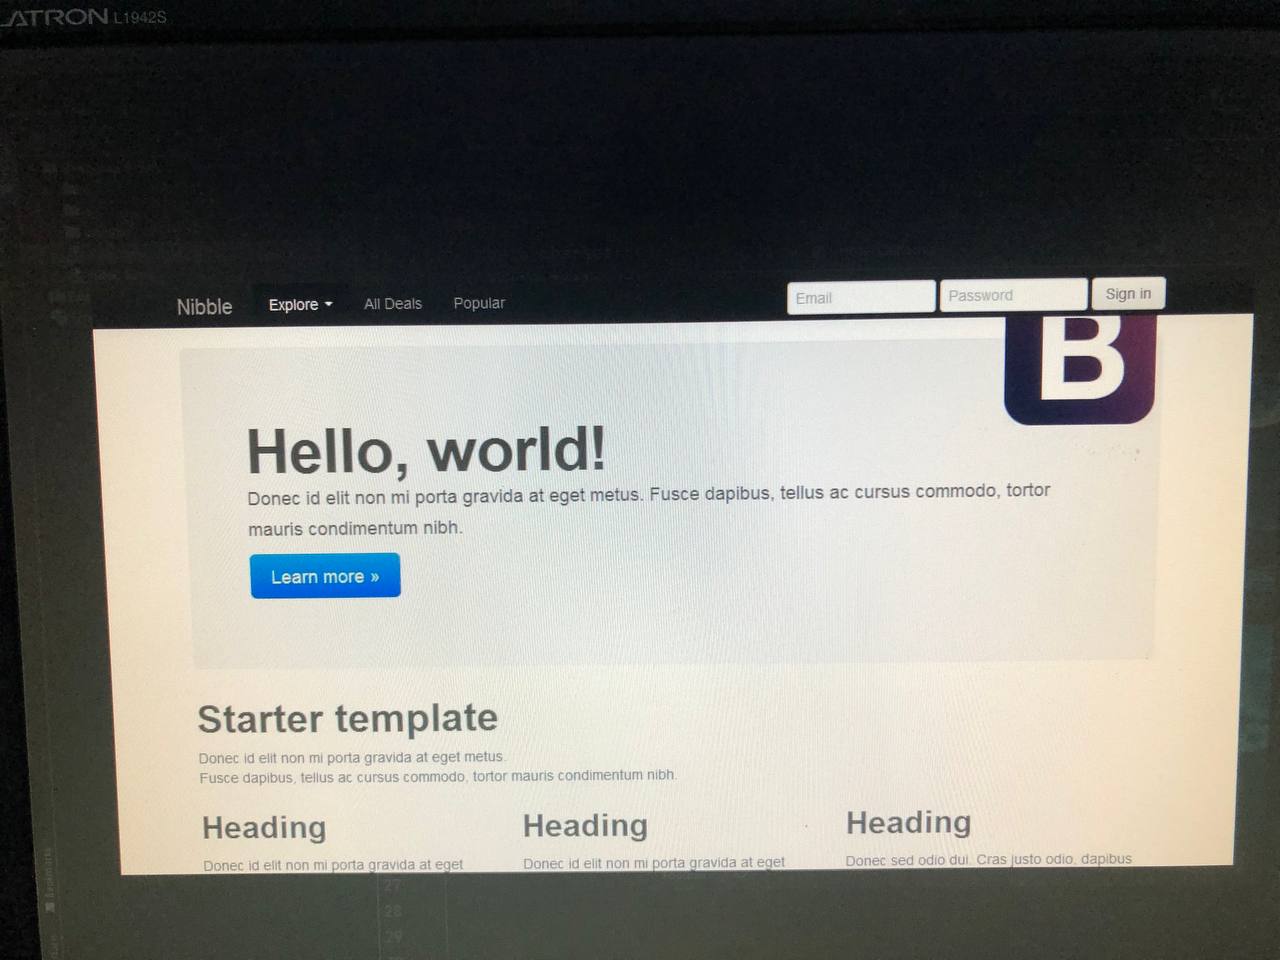 ATRON L1942S
Nibble Explore All Deals Popular Email Password Sign in
B
Hello, world!
Donec id elit non mi porta gravida at eget metus. Fusce dapibus, tellus ac cursus commodo, tortor
mauris condimentum nibh.
Learn more »
Starter template
Donec id elit non mi porta gravida at eget metus.
Fusce dapibus, tellus ac cursus commodo, tortor mauris condimentum nibh.
Heading Heading Heading
Donec id elit non mi porta gravida at eget Donec id elit non mi porta gravida at eget Donec sed odio dui. Cras justo odio, dapibus
27
28
29
Bookmarks